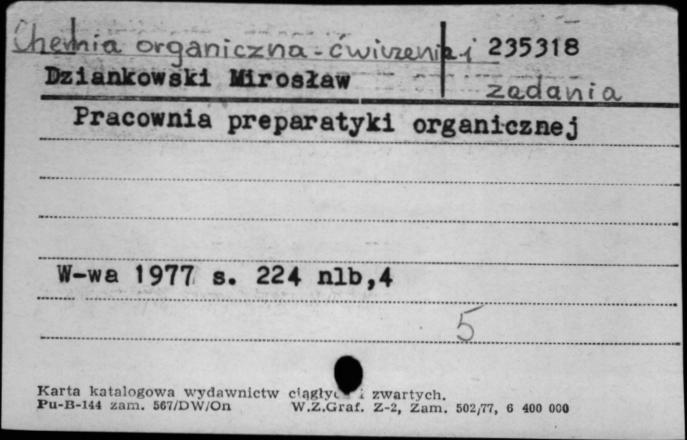 Chemia organiczna - ćwiczenia i 235318
Dziankowski Mirosław
zadania
Pracownia preparatyki organicznej
W-wa 1977 s. 224 nlb,4
5
Karta katalogowa wydawnictw ciągłych i zwartych.
Pu-B-144 zam. 567/DW/On W.Z.Graf. Z-2, Zam. 502/77, 6 400 000